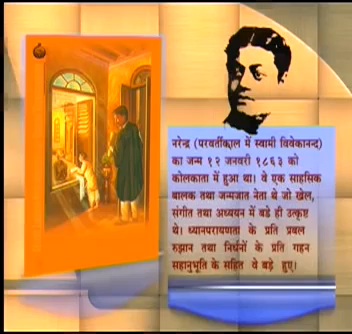 नरेन्द्र (परवर्तीकाल में स्वामी विवेकानन्द)
का जन्म १२ जनवरी १८६३ को
कोलकाता में हुआ था। वे एक साहसिक
बालक तथा जन्मजात नेता थे जो खेल,
संगीत तथा अध्ययन में बडे ही उत्कृष्ट
थे। ध्यानपरायणता के प्रति प्रबल
रुझान तथा निर्धनों के प्रति गहन
सहानुभूति के सहित वे बड़े हुए।